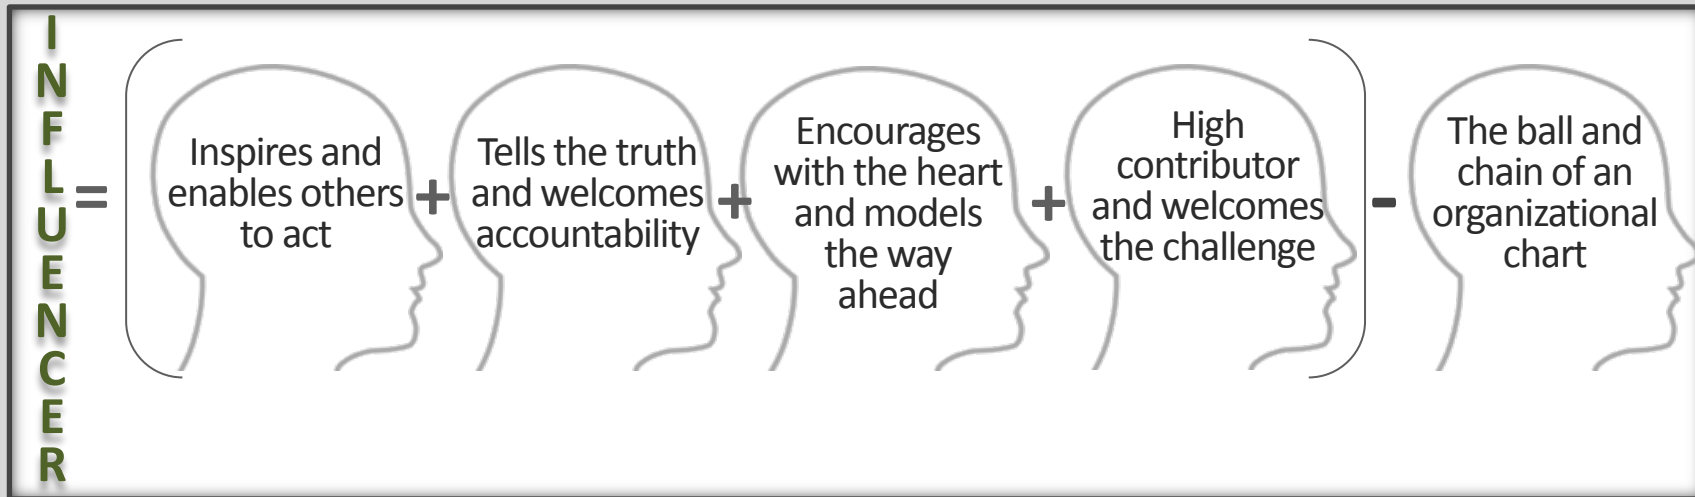 INFLUENCER
=
Inspires and
enables others
to act
+
Tells the truth
and welcomes
accountability
+
Encourages
with the heart
and models
the way
ahead
+
High
contributor
and welcomes
the challenge
-
The ball and
chain of an
organizational
chart